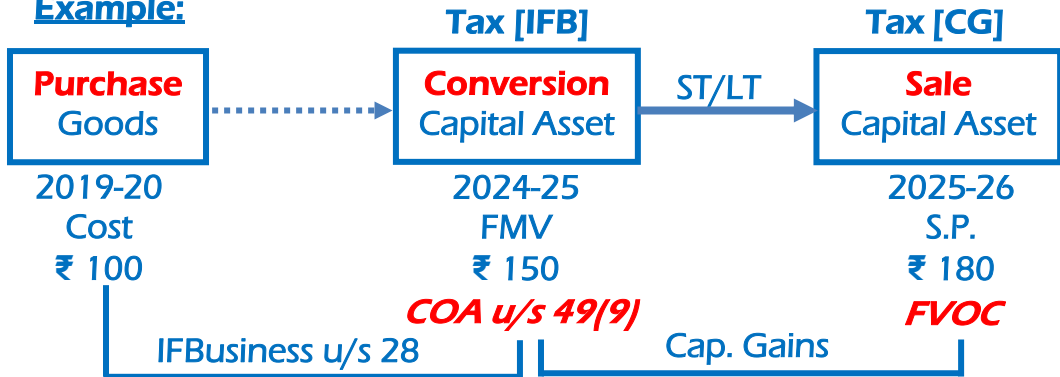 Example:
Tax [IFB]
Tax [CG]
Purchase
Goods
Conversion
Capital Asset
ST/LT
Sale
Capital Asset
2019-20
Cost
₹ 100
2024-25
FMV
₹ 150
COA u/s 49(9)
2025-26
S.P.
₹ 180
FVOC
IFBusiness u/s 28
Cap. Gains